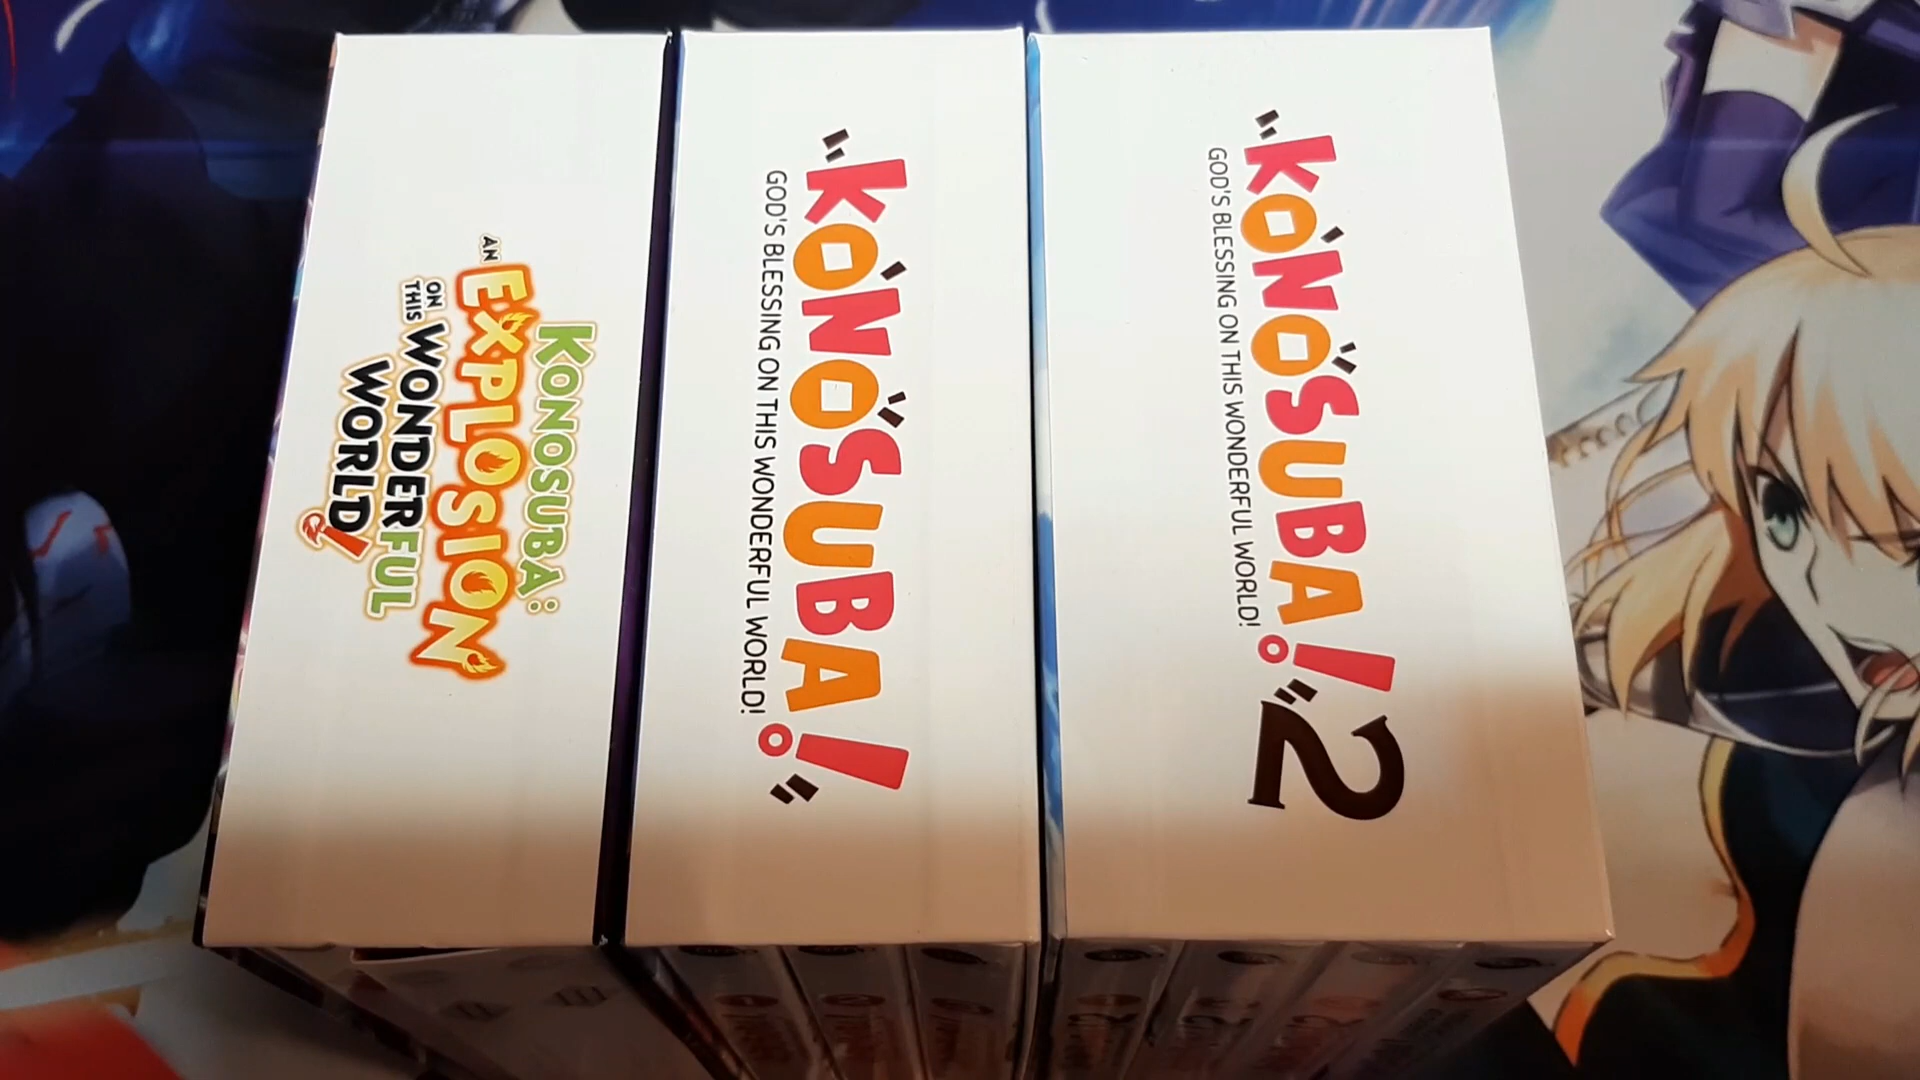 KONOSUBA:
AN EXPLOSION
ON THIS WONDERFUL
WORLD!
"KONOSUBA!"
GOD'S BLESSING ON THIS WONDERFUL WORLD!
"KONOSUBA!"2
GOD'S BLESSING ON THIS WONDERFUL WORLD!